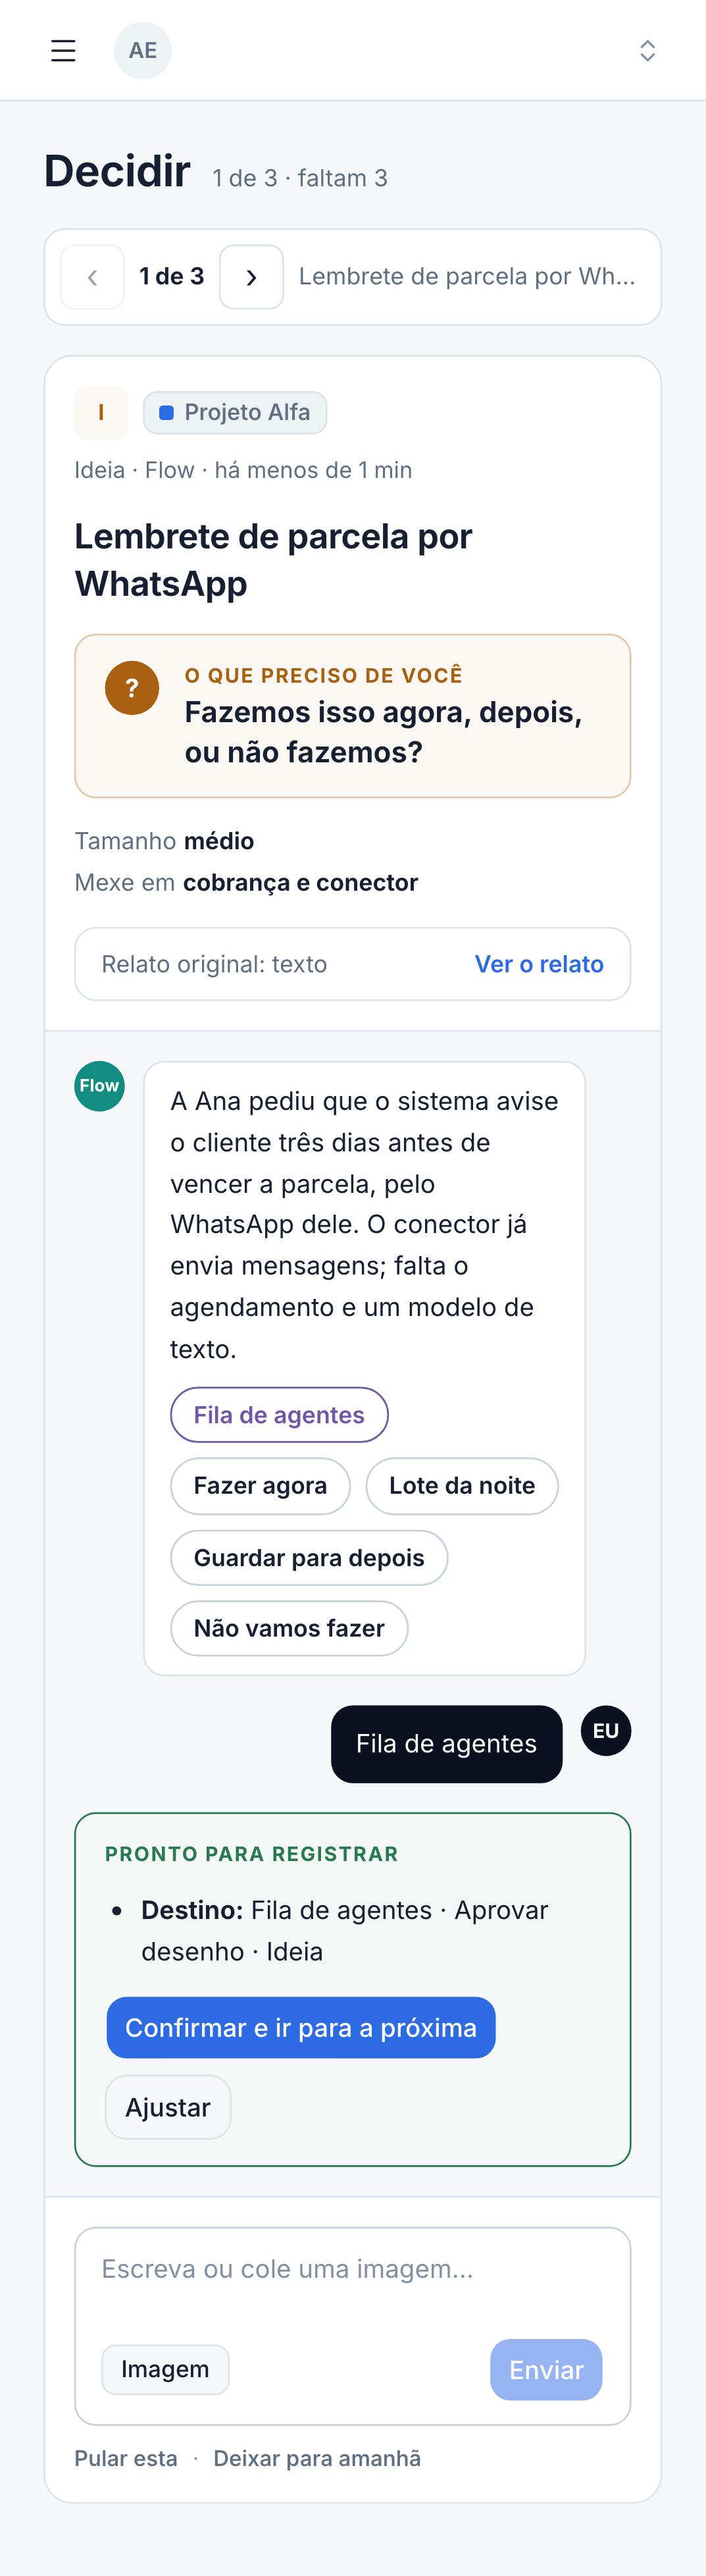 AE
Decidir 1 de 3 · faltam 3
‹ 1 de 3 › Lembrete de parcela por Wh...
I Projeto Alfa
Ideia · Flow · há menos de 1 min
Lembrete de parcela por
WhatsApp
? O QUE PRECISO DE VOCÊ
Fazemos isso agora, depois,
ou não fazemos?
Tamanho médio
Mexe em cobrança e conector
Relato original: texto Ver o relato
Flow
A Ana pediu que o sistema avise
o cliente três dias antes de
vencer a parcela, pelo
WhatsApp dele. O conector já
envia mensagens; falta o
agendamento e um modelo de
texto.
Fila de agentes
Fazer agora Lote da noite
Guardar para depois
Não vamos fazer
Fila de agentes EU
PRONTO PARA REGISTRAR
• Destino: Fila de agentes · Aprovar
desenho · Ideia
Confirmar e ir para a próxima
Ajustar
Escreva ou cole uma imagem...
Imagem Enviar
Pular esta · Deixar para amanhã